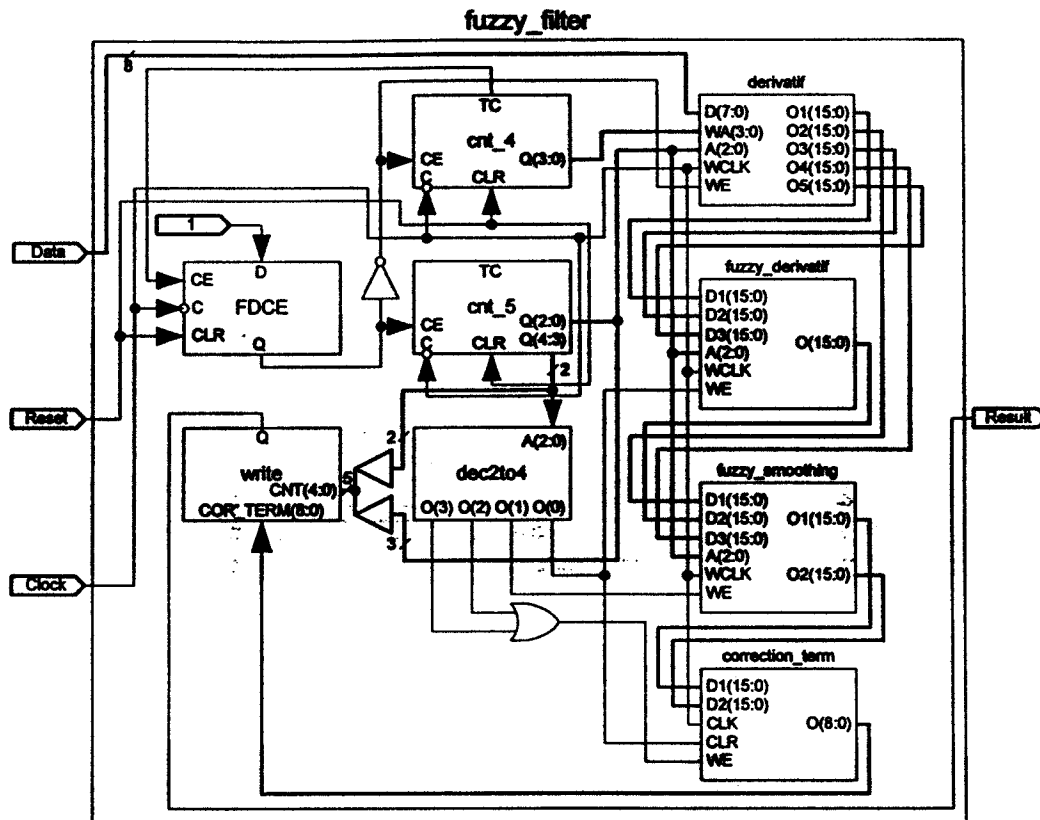 fuzzy_filter
8
TC
cnt_4
CE
Q(3:0)
C
CLR
derivatif
D(7:0)
O1(15:0)
WA(3:0)
O2(15:0)
A(2:0)
O3(15:0)
WCLK
O4(15:0)
WE
O5(15:0)
1
Data
D
CE
C
FDCE
CLR
Q
TC
cnt_5
CE
Q(2:0)
C
CLR
Q(4:3)
2
fuzzy_derivatif
D1(15:0)
D2(15:0)
D3(15:0)
O(15:0)
A(2:0)
WCLK
WE
Reset
Result
Q
write
CNT(4:0)
COR_TERM(8:0)
5
2
3
A(2:0)
dec2to4
O(3) O(2) O(1) O(0)
fuzzy_smoothing
D1(15:0)
O1(15:0)
D2(15:0)
D3(15:0)
A(2:0)
WCLK
O2(15:0)
WE
Clock
correction_term
D1(15:0)
D2(15:0)
CLK
O(8:0)
CLR
WE